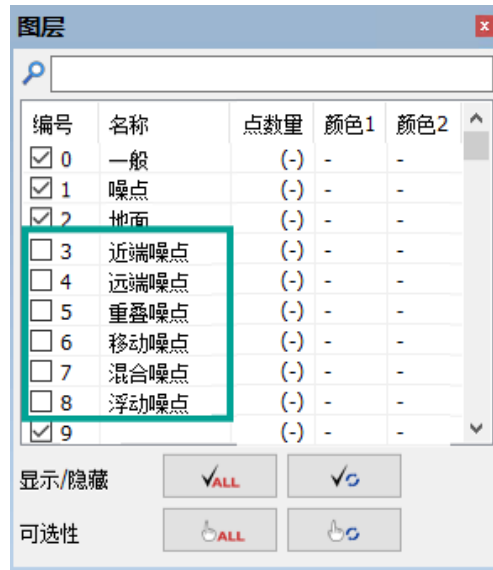 图层
编号 名称 点数量 颜色1 颜色2
0 一般 (-) - -
1 噪点 (-) - -
2 地面 (-) - -
3 近端噪点 (-) - -
4 远端噪点 (-) - -
5 重叠噪点 (-) - -
6 移动噪点 (-) - -
7 混合噪点 (-) - -
8 浮动噪点 (-) - -
9 (-) - -
显示/隐藏 ALL
可选性 ALL